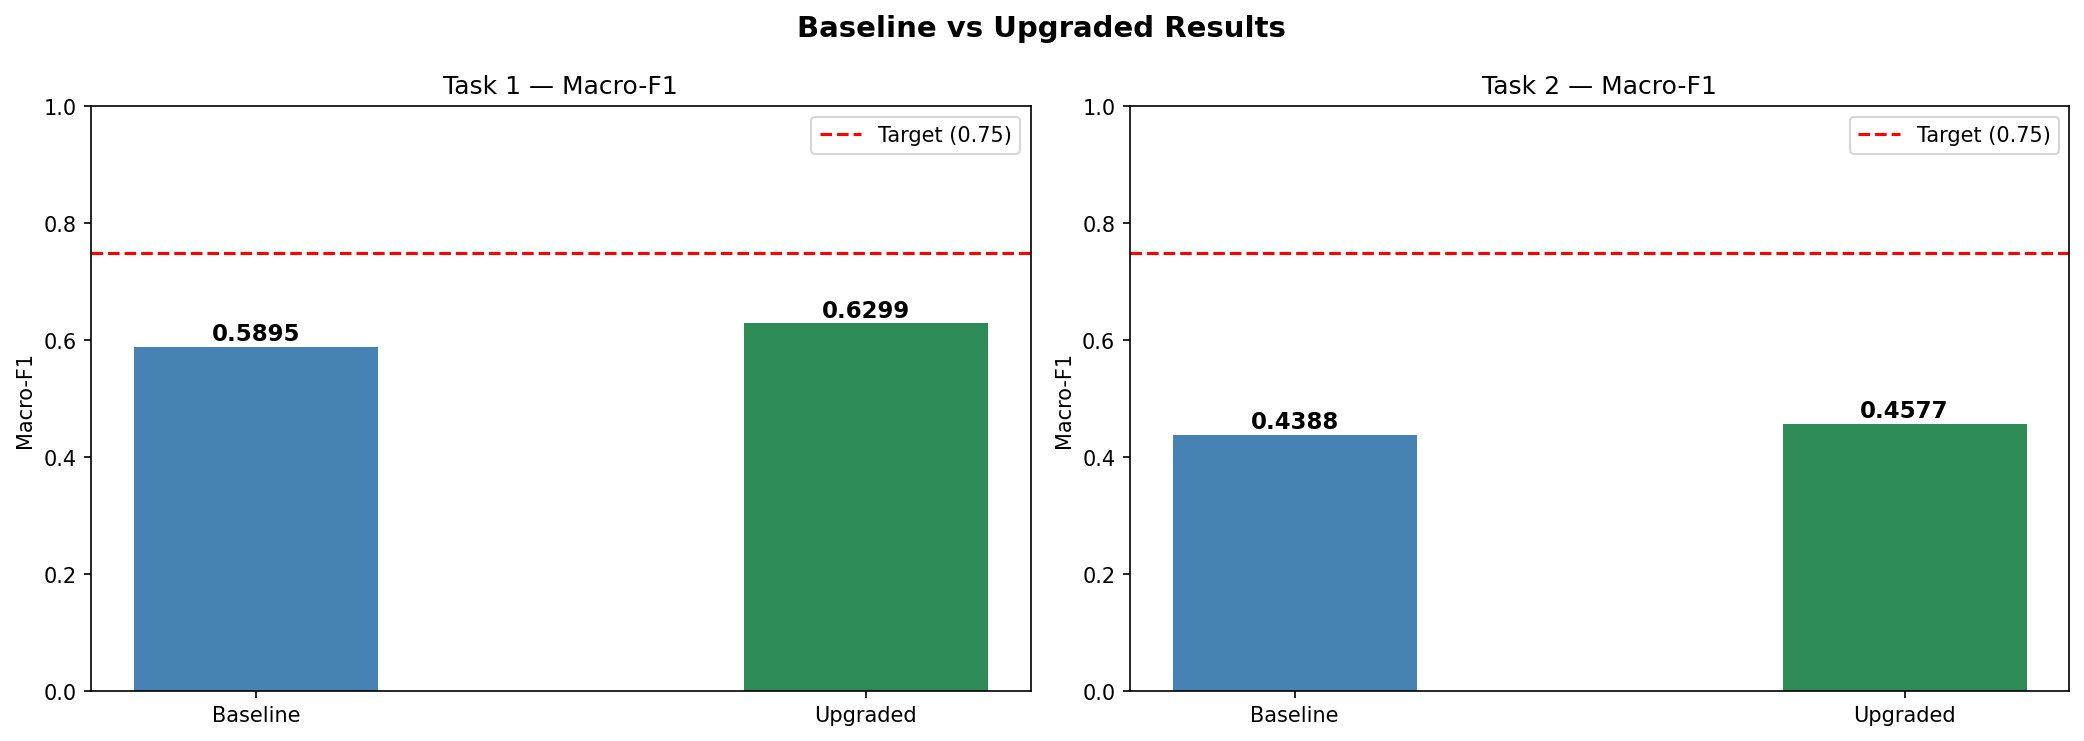 Baseline vs Upgraded Results
Task 1 — Macro-F1
Macro-F1
1.0
0.8
0.6
0.4
0.2
0.0
Target (0.75)
0.5895
0.6299
Baseline
Upgraded
Task 2 — Macro-F1
Macro-F1
1.0
0.8
0.6
0.4
0.2
0.0
Target (0.75)
0.4388
0.4577
Baseline
Upgraded